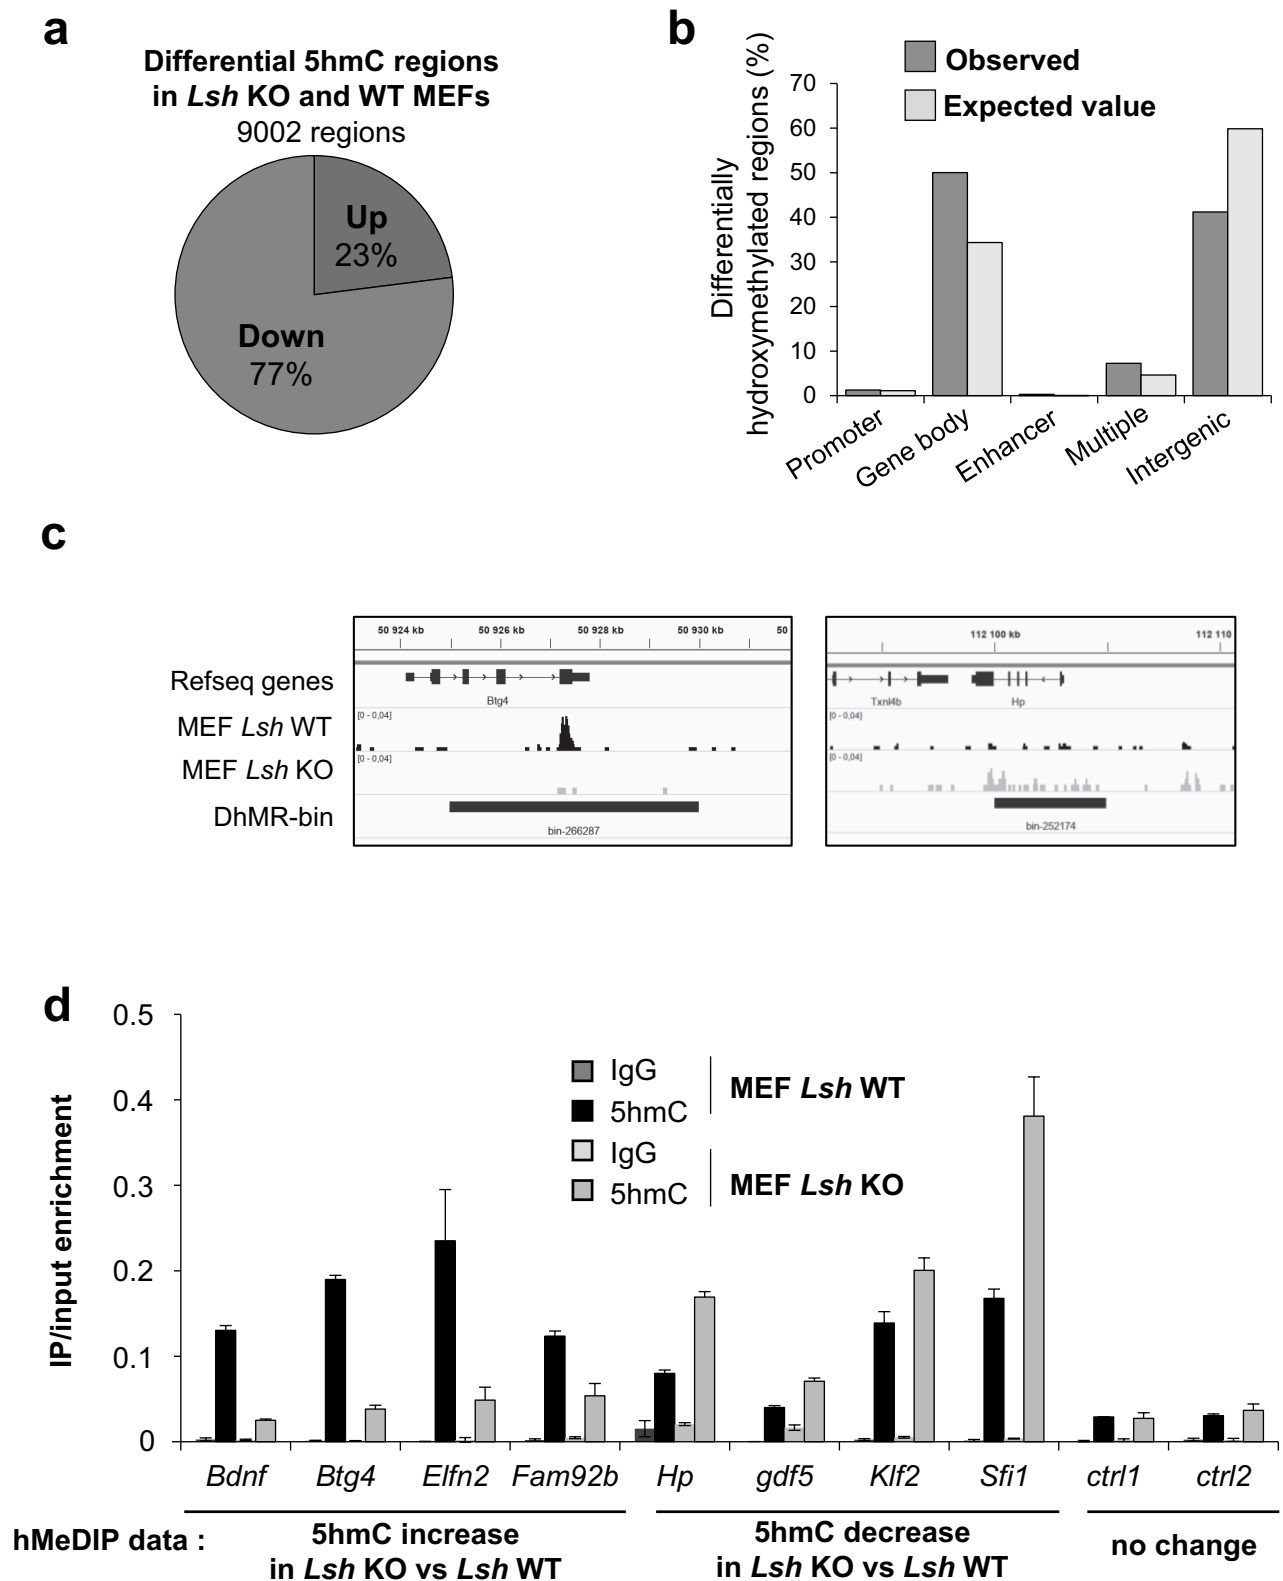 a
Differential 5hmC regions
in Lsh KO and WT MEFs
9002 regions
Up
23%
Down
77%
b
Observed
Expected value
Differentially
hydroxymethylated regions (%)
70
60
50
40
30
20
10
0
Promoter
Gene body
Enhancer
Multiple
Intergenic
c
50 924 kb 50 926 kb 50 928 kb 50 930 kb 50
Refseq genes
Btg4
MEF Lsh WT
[0 - 0,04]
MEF Lsh KO
[0 - 0,04]
DhMR-bin
bin-266287
112 100 kb 112 110
Txnl4b Hp
[0 - 0,04]
[0 - 0,04]
bin-252174
d
IP/input enrichment
0.5
0.4
0.3
0.2
0.1
0
IgG
5hmC
MEF Lsh WT
IgG
5hmC
MEF Lsh KO
Bdnf Btg4 Elfn2 Fam92b Hp gdf5 Klf2 Sfi1 ctrl1 ctrl2
hMeDIP data :
5hmC increase
in Lsh KO vs Lsh WT
5hmC decrease
in Lsh KO vs Lsh WT
no change